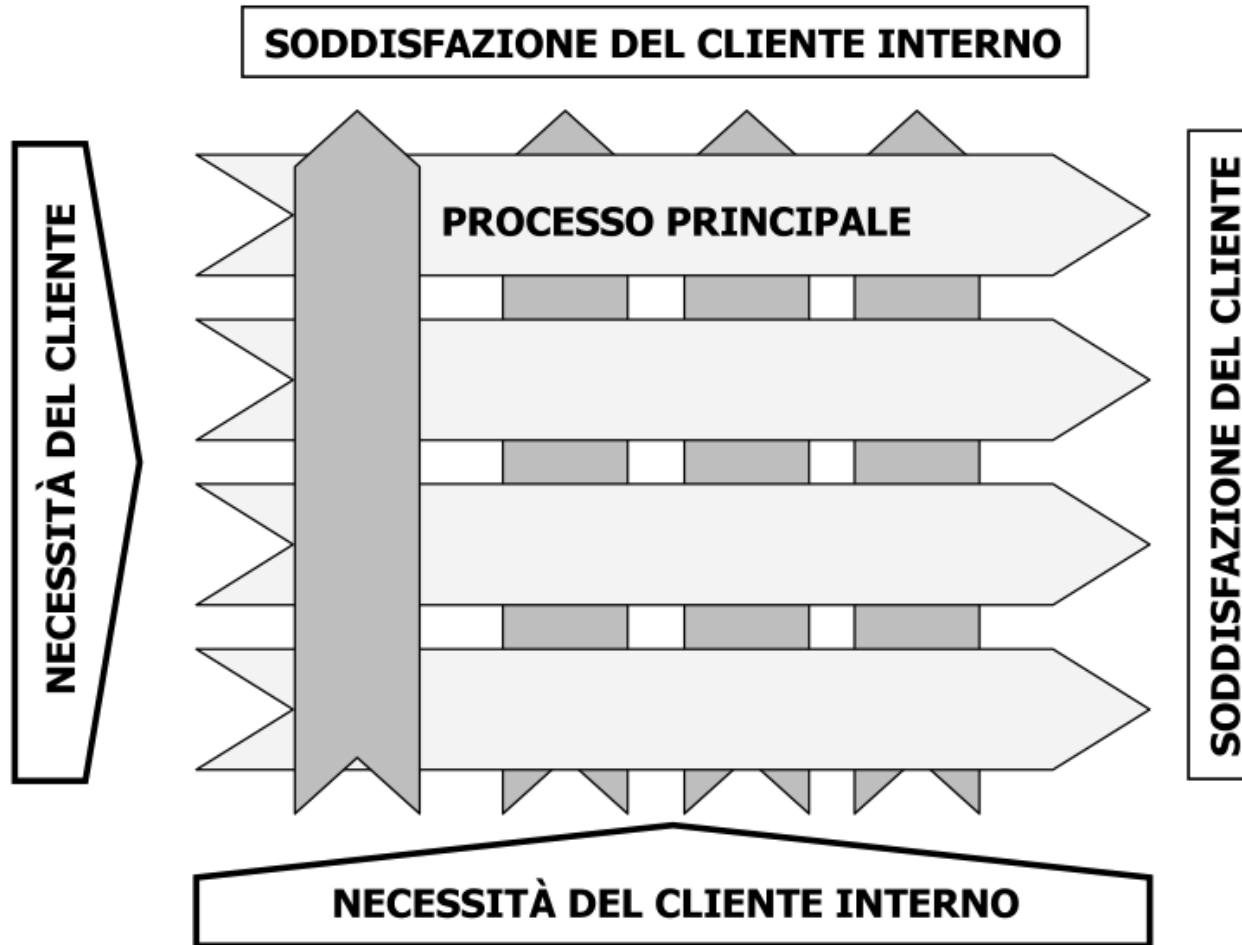 SODDISFAZIONE DEL CLIENTE INTERNO
NECESSITÀ DEL CLIENTE
PROCESSO PRINCIPALE
SODDISFAZIONE DEL CLIENTE
NECESSITÀ DEL CLIENTE INTERNO